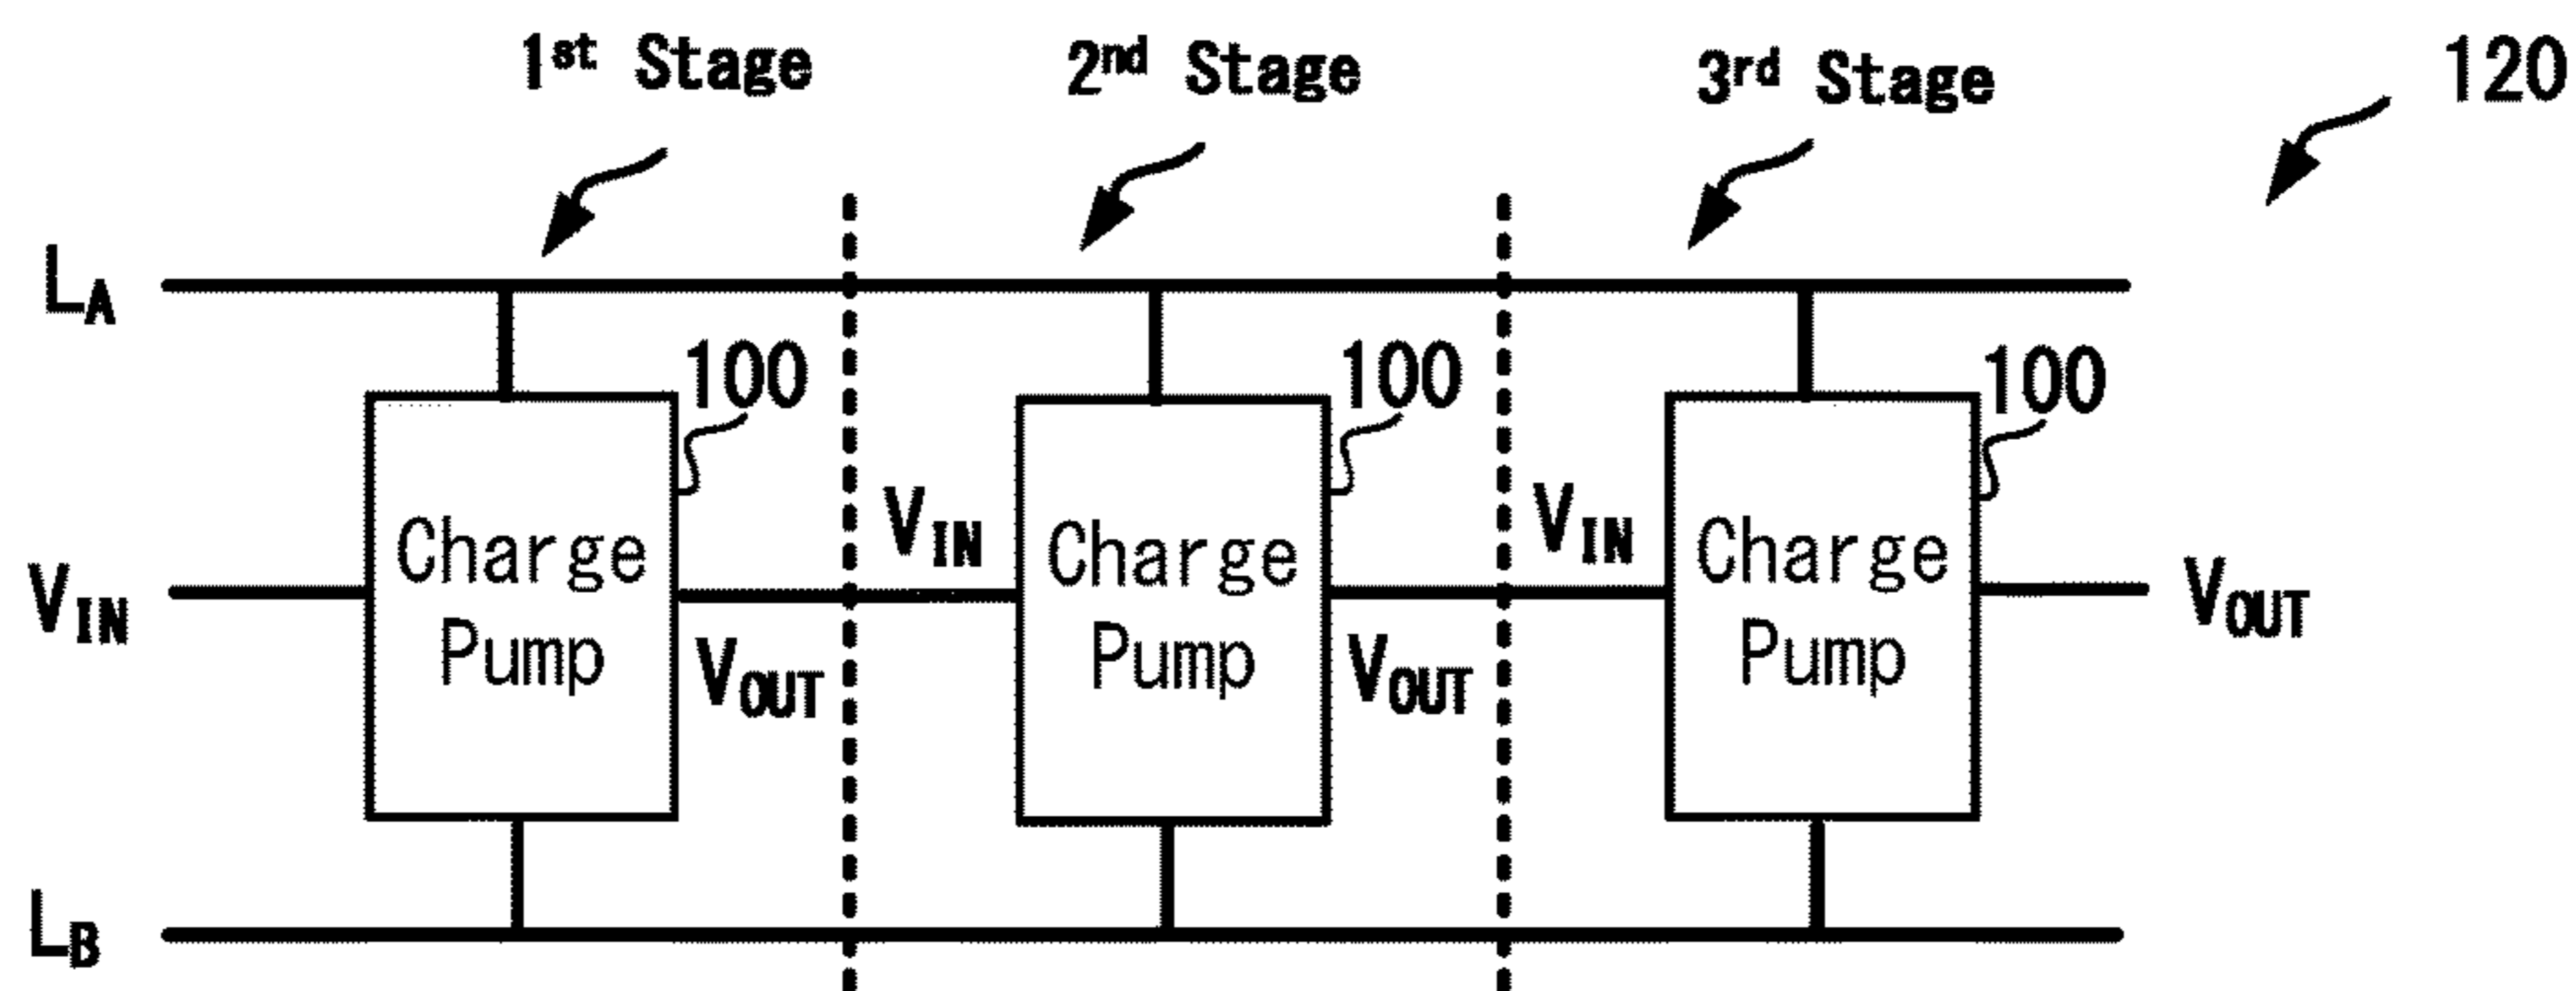 1st Stage
2nd Stage
3rd Stage
120
LA
100
100
100
VIN
Charge Pump
VOUT
VIN
Charge Pump
VOUT
VIN
Charge Pump
VOUT
LB